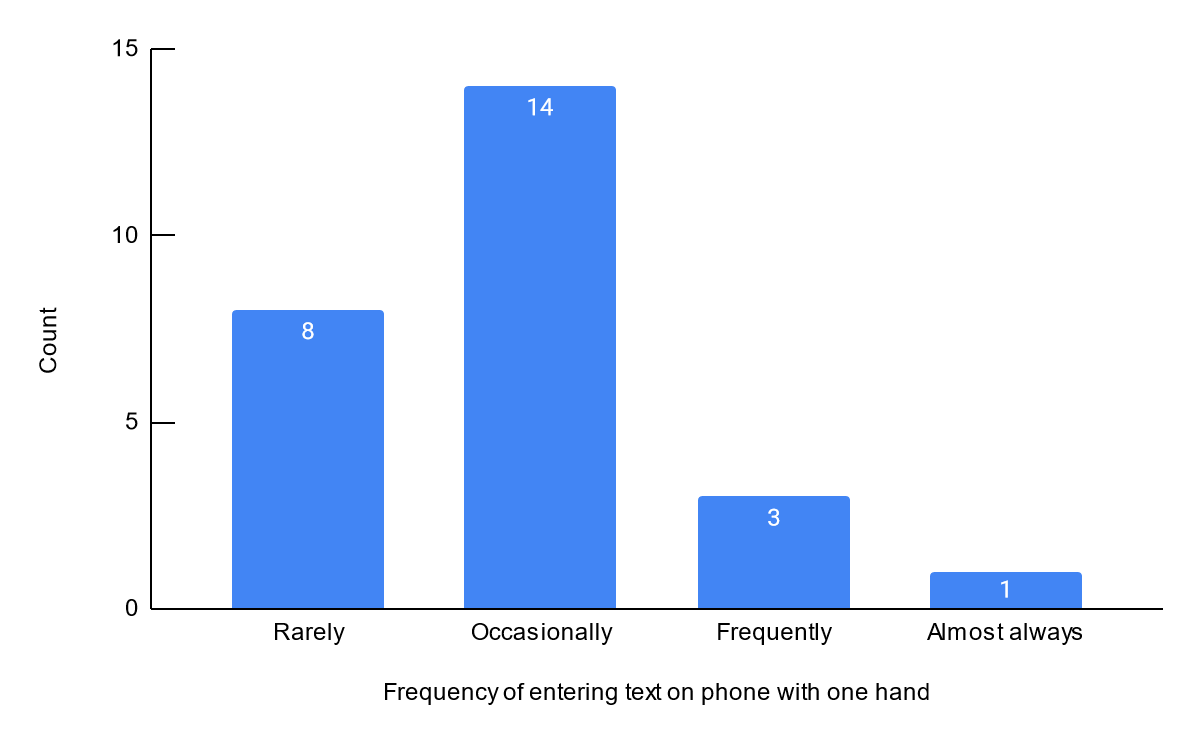 15
14
10
8
Count
5
3
1
0
Rarely Occasionally Frequently Almost always
Frequency of entering text on phone with one hand